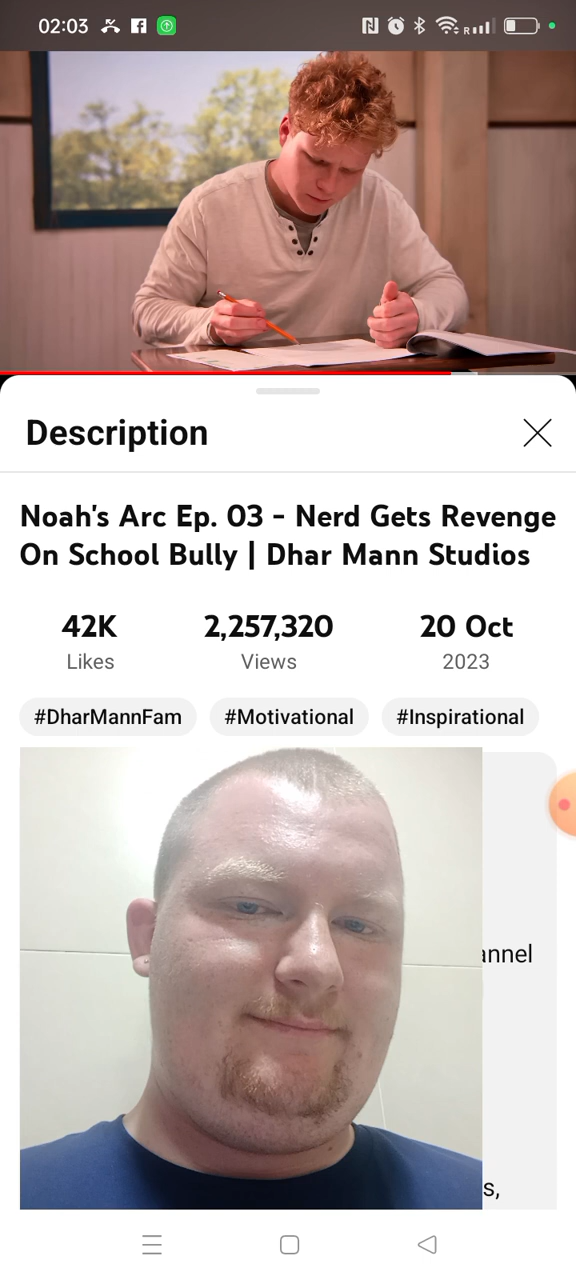 02:03
R
Description
Noah's Arc Ep. 03 - Nerd Gets Revenge
On School Bully | Dhar Mann Studios
42K 2,257,320 20 Oct
Likes Views 2023
#DharMannFam #Motivational #Inspirational
annel
s,